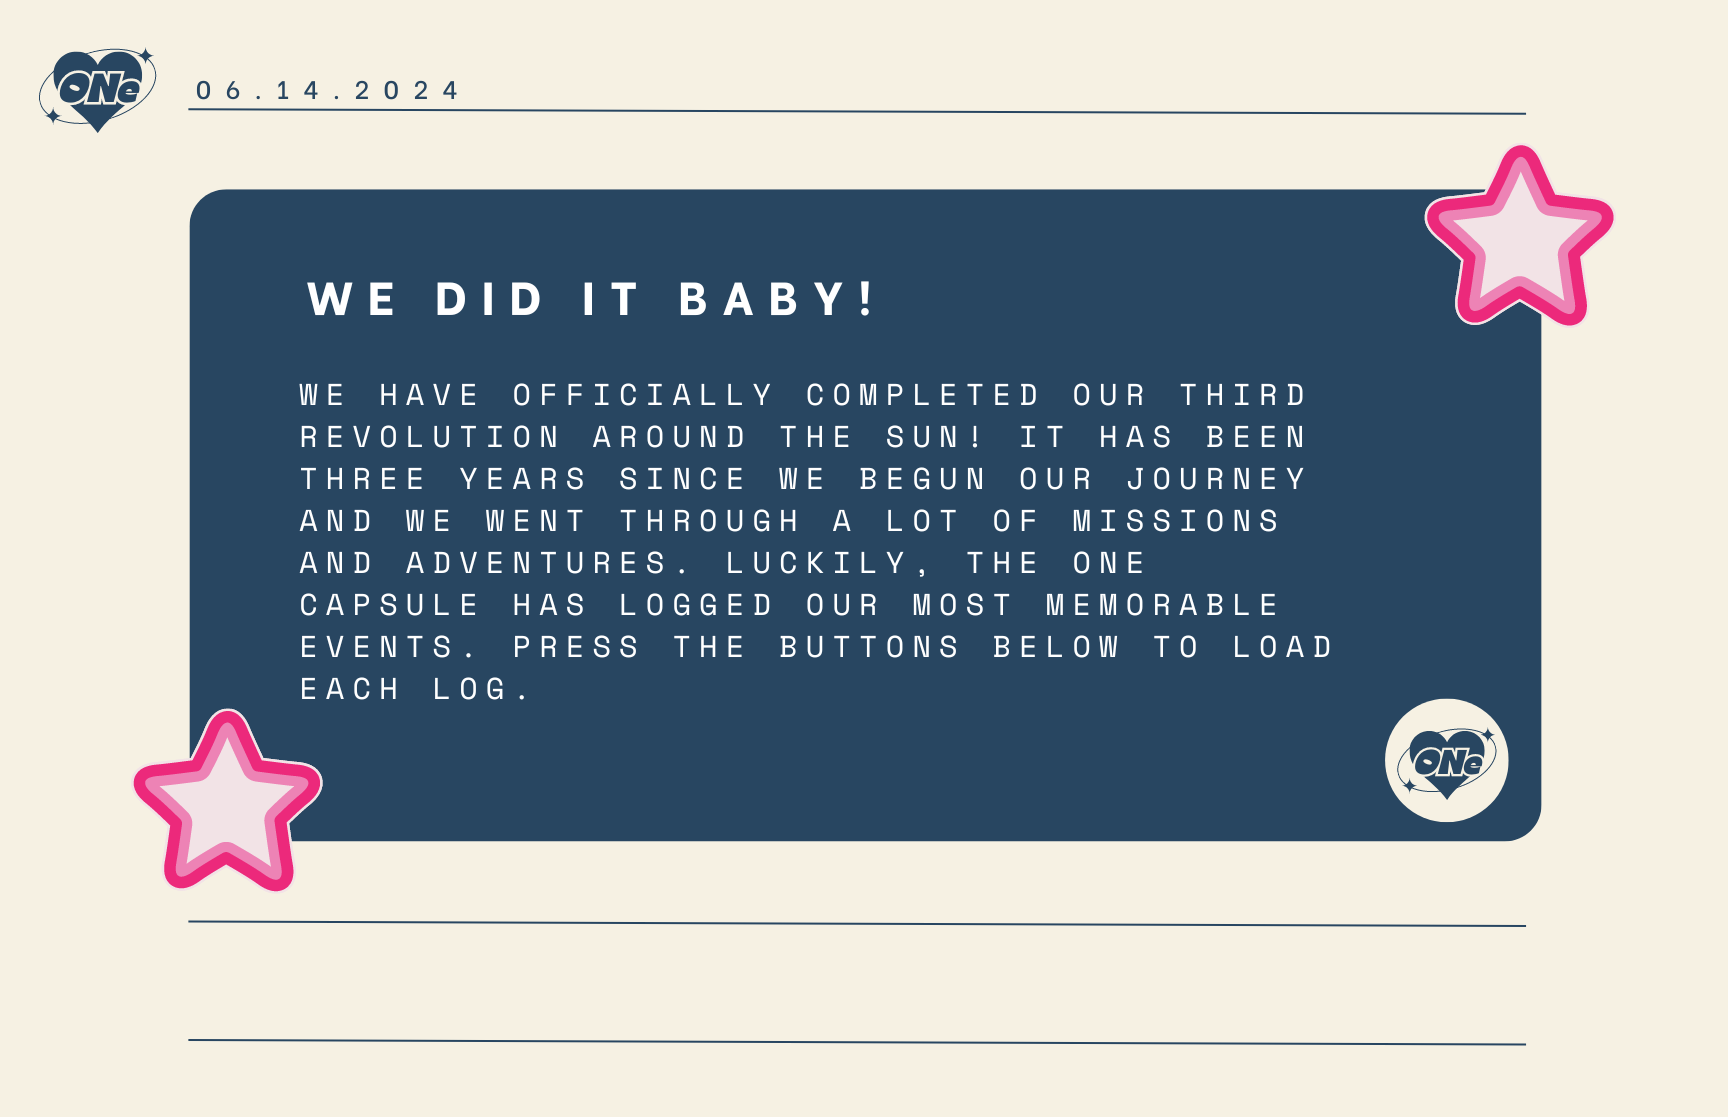 ONe
06.14.2024
WE DID IT BABY!
WE HAVE OFFICIALLY COMPLETED OUR THIRD
REVOLUTION AROUND THE SUN! IT HAS BEEN
THREE YEARS SINCE WE BEGUN OUR JOURNEY
AND WE WENT THROUGH A LOT OF MISSIONS
AND ADVENTURES. LUCKILY, THE ONE
CAPSULE HAS LOGGED OUR MOST MEMORABLE
EVENTS. PRESS THE BUTTONS BELOW TO LOAD
EACH LOG.
ONe